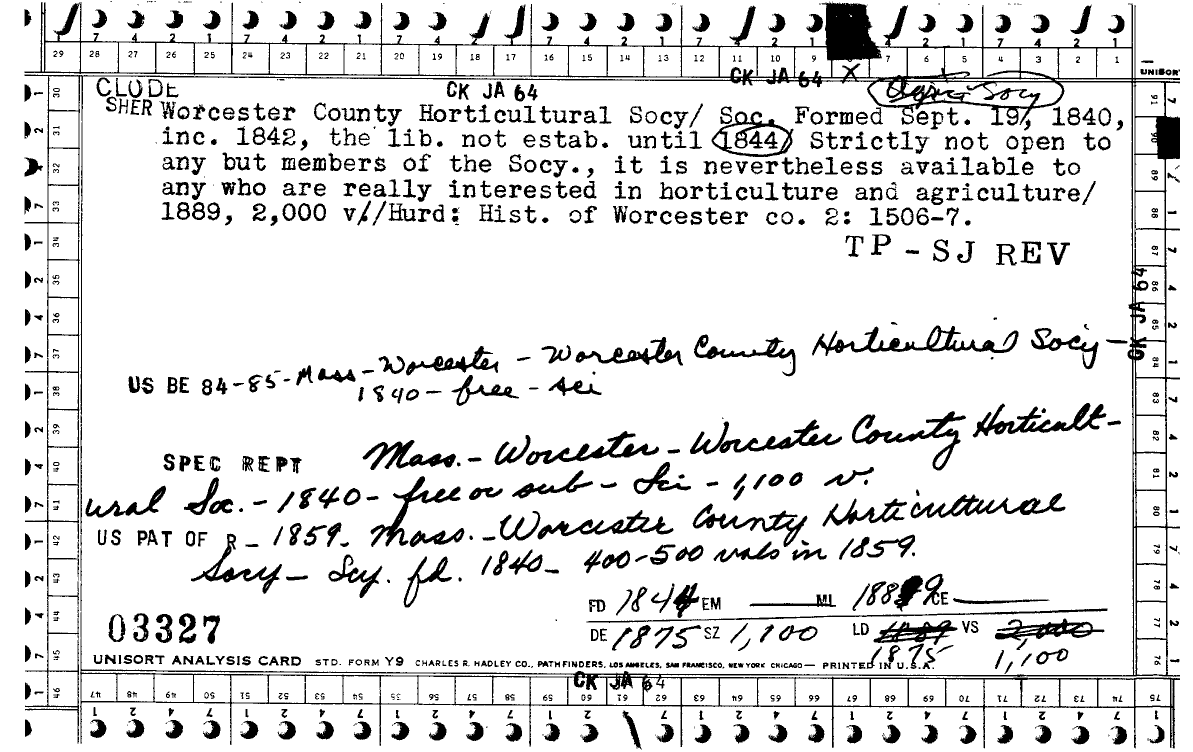 29 28 27 26 25 24 23 22 21 20 19 18 17 16 15 14 13 12 11 10 9 8 7 6 5 4 3 2 1
CK JA 64 X Agric Socy
UNISORT
CLODE CK JA 64
SHER Worcester County Horticultural Socy/ Soc. Formed Sept. 19, 1840,
inc. 1842, the lib. not estab. until 1844/ Strictly not open to
any but members of the Socy., it is nevertheless available to
any who are really interested in horticulture and agriculture/
1889, 2,000 v//Hurd: Hist. of Worcester co. 2: 1506-7.
TP-SJ REV
CK JA 64
US BE 84-85-Mass-Worcester - Worcester County Horticultural Socy-
1840-free-sci
SPEC REPT Mass.-Worcester-Worcester County Horticult-
ural Soc.-1840-free or sub-Sci-1,100 v.
US PAT OF R - 1859- Mass.-Worcester County Horticultural
Socy- Scy. fd. 1840- 400-500 vols in 1859.
FD 1844 EM ML 1889 CE
03327
DE 1875 SZ 1,100 LD 1889 VS 2,000
1875 1,100
UNISORT ANALYSIS CARD STD. FORM Y9 CHARLES R. HADLEY CO., PATHFINDERS, LOS ANGELES, SAN FRANCISCO, NEW YORK CHICAGO— PRINTED IN U.S.A.
CK JA 64